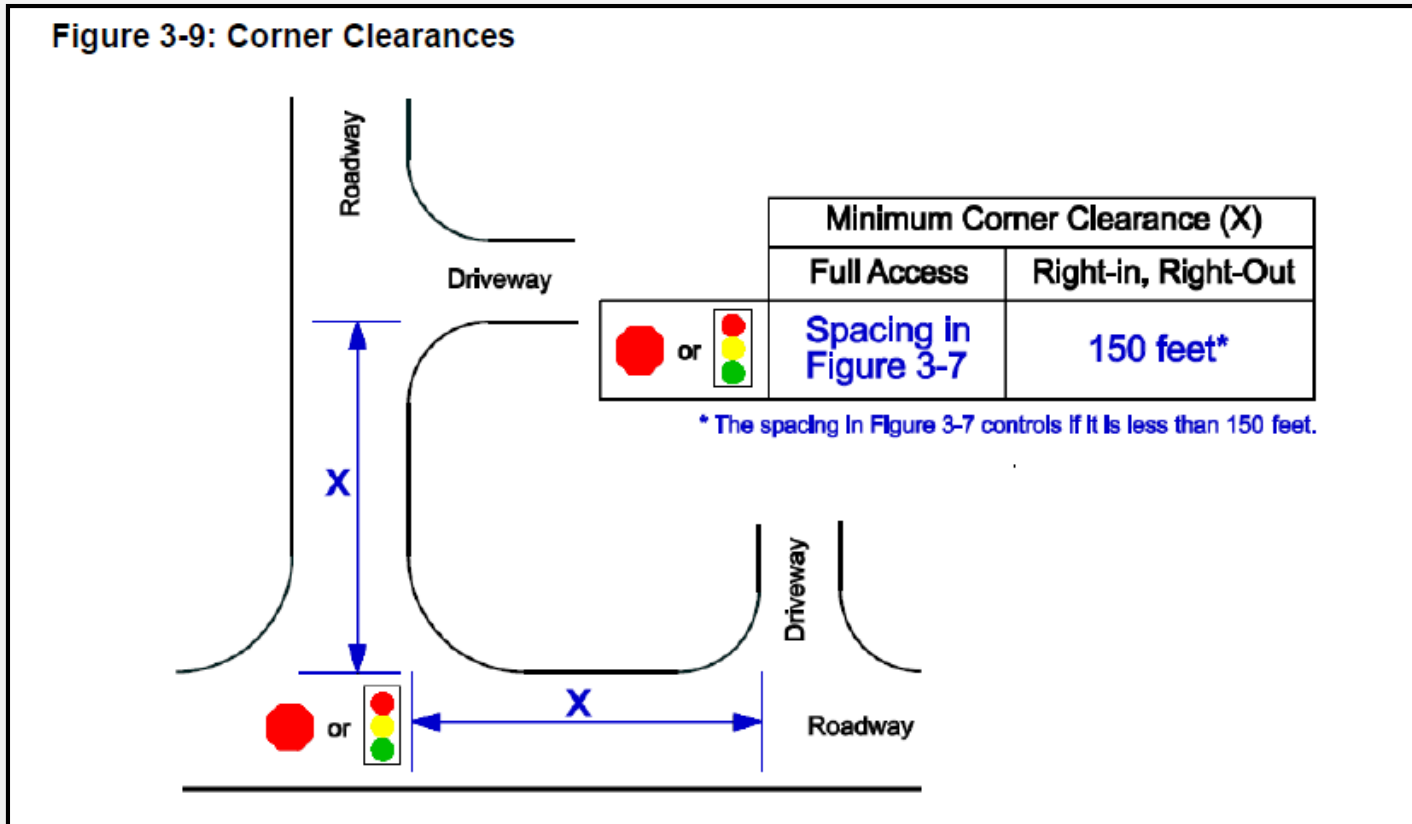 Figure 3-9: Corner Clearances
Roadway
Driveway
Minimum Corner Clearance (X)
Full Access
Right-in, Right-Out
or
Spacing in
Figure 3-7
150 feet*
* The spacing in Figure 3-7 controls if it is less than 150 feet.
X
Driveway
or
X
Roadway